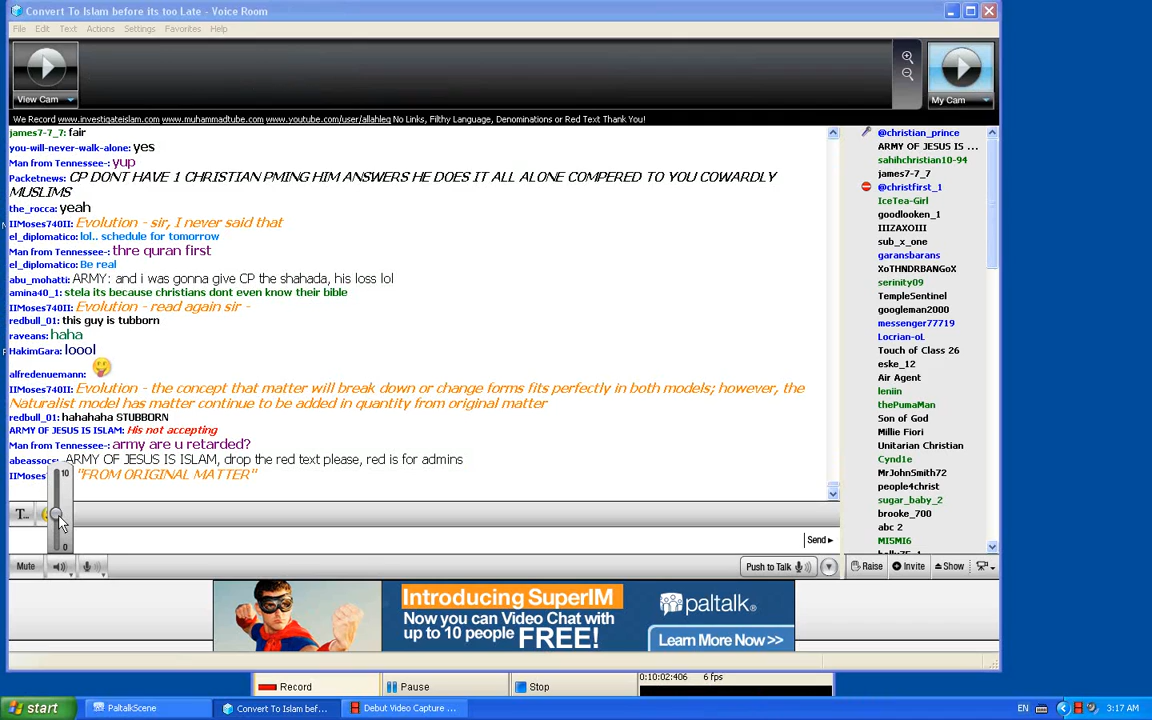 Convert To Islam before its too Late - Voice Room
File Edit Text Actions Settings Favorites Help
View Cam
My Cam
We Record www.investigateislam.com www.muhammadtube.com www.youtube.com/user/allahleg No Links, Filthy Language, Denominations or Red Text Thank You!
james7-7_7: fair
you-will-never-walk-alone: yes
Man from Tennessee-: yup
Packetnews: CP DONT HAVE 1 CHRISTIAN PMING HIM ANSWERS HE DOES IT ALL ALONE COMPERED TO YOU COWARDLY
MUSLIMS
the_rocca: yeah
IIMoses740II: Evolution - sir, I never said that
el_diplomatico: lol.. schedule for tomorrow
Man from Tennessee-: thre quran first
el_diplomatico: Be real
abu_mohatti: ARMY: and i was gonna give CP the shahada, his loss lol
amina40_1: stela its because christians dont even know their bible
IIMoses740II: Evolution - read again sir -
redbull_01: this guy is tubborn
raveans: haha
HakimGara: loool
alfredenuemann:
IIMoses740II: Evolution - the concept that matter will break down or change forms fits perfectly in both models; however, the
Naturalist model has matter continue to be added in quantity from original matter
redbull_01: hahahaha STUBBORN
ARMY OF JESUS IS ISLAM: His not accepting
Man from Tennessee-: army are u retarded?
abeassoc: ARMY OF JESUS IS ISLAM, drop the red text please, red is for admins
IIMoses "FROM ORIGINAL MATTER"
10
0
T...
Send
Mute
Push to Talk
@christian_prince
ARMY OF JESUS IS ...
sahihchristian10-94
james7-7_7
@christfirst_1
IceTea-Girl
goodlooken_1
IIIZAXOIII
sub_x_one
garansbarans
XoTHNDRBANGoX
serinity09
TempleSentinel
googleman2000
messenger77719
Locrian-oL
Touch of Class 26
eske_12
Air Agent
leniin
thePumaMan
Son of God
Millie Fiori
Unitarian Christian
Cynd1e
MrJohnSmith72
people4christ
sugar_baby_2
brooke_700
abc 2
MISMI6
Raise Invite Show
Introducing SuperIM
Now you can Video Chat with
up to 10 people FREE!
paltalk
Learn More Now >>
Record Pause Stop
0:10:02:406 6 fps
start PaltalkScene Convert To Islam bef... Debut Video Capture ... EN 3:17 AM